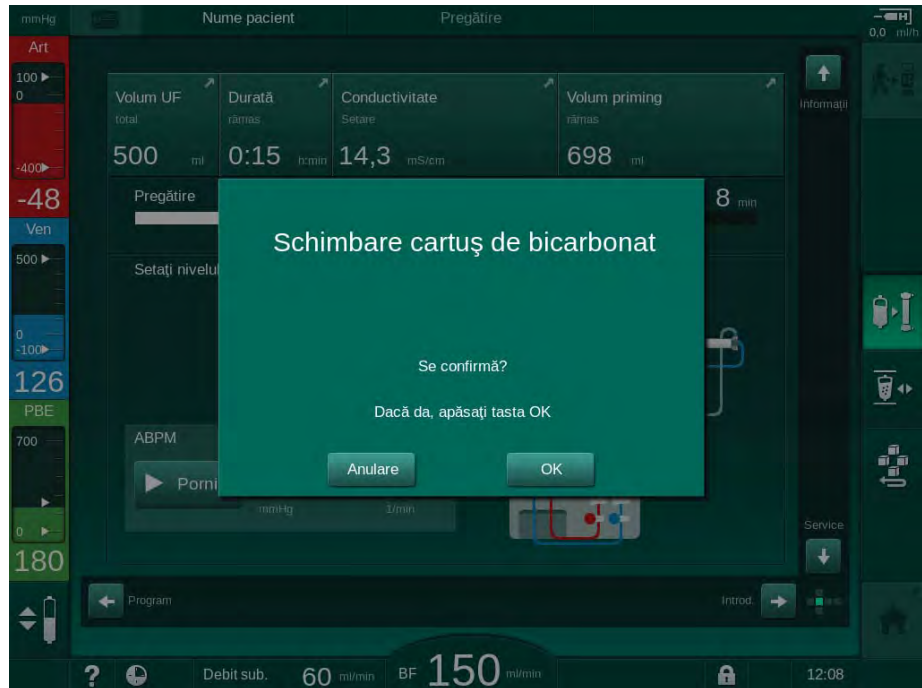 mmHg
Nume pacient
Pregătire
0,0 ml/h
Art
100
0
-400
-48
Ven
500
0
-100
126
PBE
700
0
180
Volum UF
total
500 ml
Durată
rămas
0:15 h:min
Conductivitate
Setare
14,3 mS/cm
Volum priming
rămas
698 ml
Informații
Pregătire
8 min
Setați nivelul
Schimbare cartuş de bicarbonat
Se confirmă?
Dacă da, apăsați tasta OK
Anulare
OK
ABPM
Porni
mmHg
1/min
Service
Program
Introd.
? Debit sub. 60 ml/min BF 150 ml/min 12:08